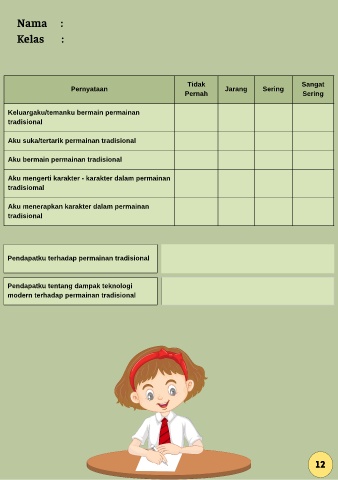 Nama :
Kelas :
Pernyataan
Tidak
Pernah
Jarang
Sering
Sangat
Sering
Keluargaku/temanku bermain permainan
tradisional
Aku suka/tertarik permainan tradisional
Aku bermain permainan tradisional
Aku mengerti karakter - karakter dalam permainan
tradisiomal
Aku menerapkan karakter dalam permainan
tradisional
Pendapatku terhadap permainan tradisional
Pendapatku tentang dampak teknologi
modern terhadap permainan tradisional
12